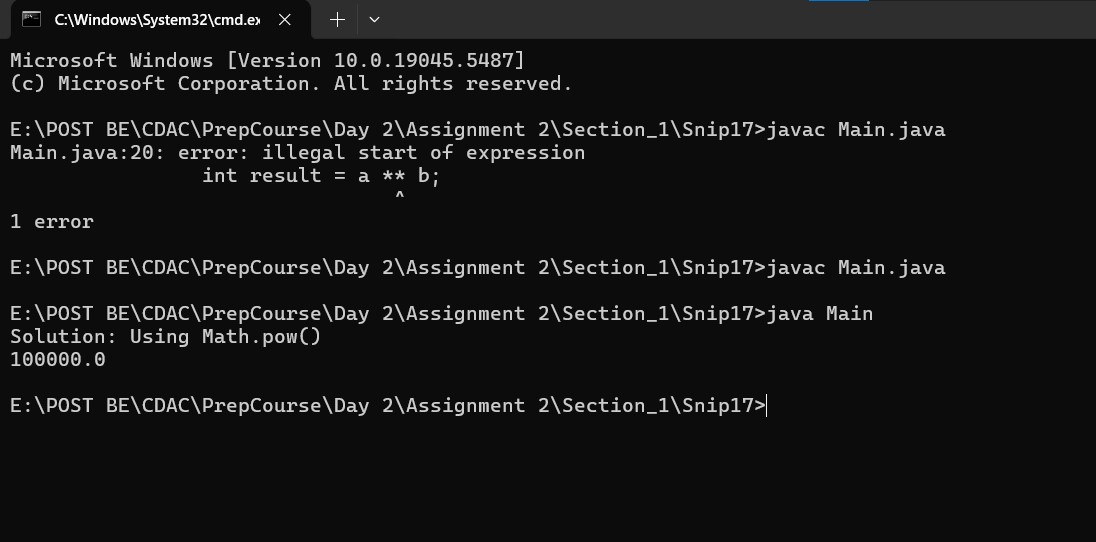 C:\Windows\System32\cmd.ex
Microsoft Windows [Version 10.0.19045.5487]
(c) Microsoft Corporation. All rights reserved.
E:\POST BE\CDAC\PrepCourse\Day 2\Assignment 2\Section_1\Snip17>javac Main.java
Main.java:20: error: illegal start of expression
int result = a ** b;
^
1 error
E:\POST BE\CDAC\PrepCourse\Day 2\Assignment 2\Section_1\Snip17>javac Main.java
E:\POST BE\CDAC\PrepCourse\Day 2\Assignment 2\Section_1\Snip17>java Main
Solution: Using Math.pow()
100000.0
E:\POST BE\CDAC\PrepCourse\Day 2\Assignment 2\Section_1\Snip17>